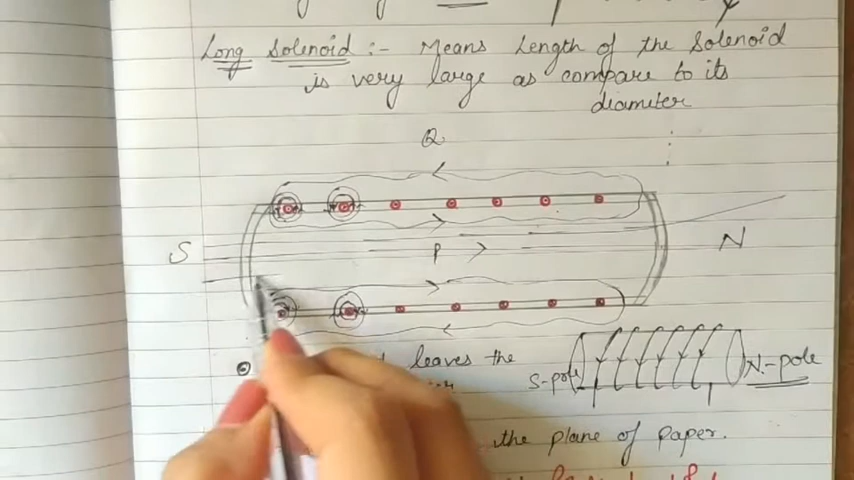 Long Solenoid :- Means Length of the Solenoid
is very large as compare to its
diameter
Q
S
P
N
leaves the
S-pole
N-pole
the plane of paper.